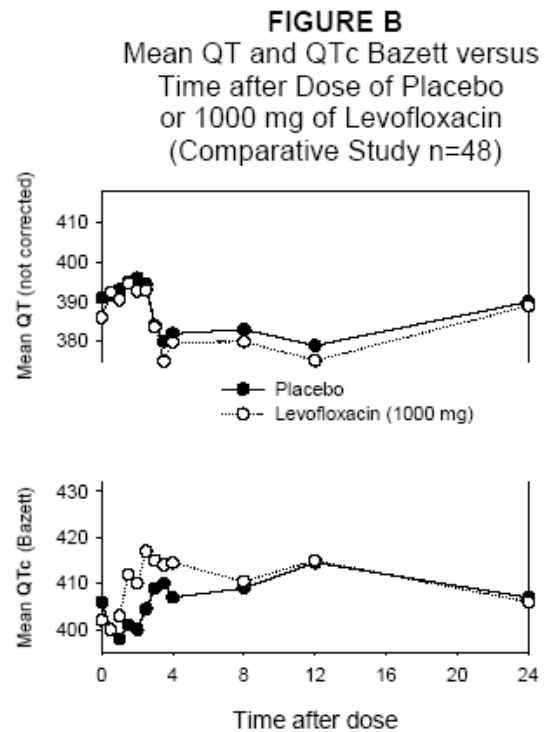 FIGURE B
Mean QT and QTc Bazett versus
Time after Dose of Placebo
or 1000 mg of Levofloxacin
(Comparative Study n=48)
Mean QT (not corrected)
410
400
390
380
Placebo
Levofloxacin (1000 mg)
Mean QTc (Bazett)
430
420
410
400
0 4 8 12 16 20 24
Time after dose